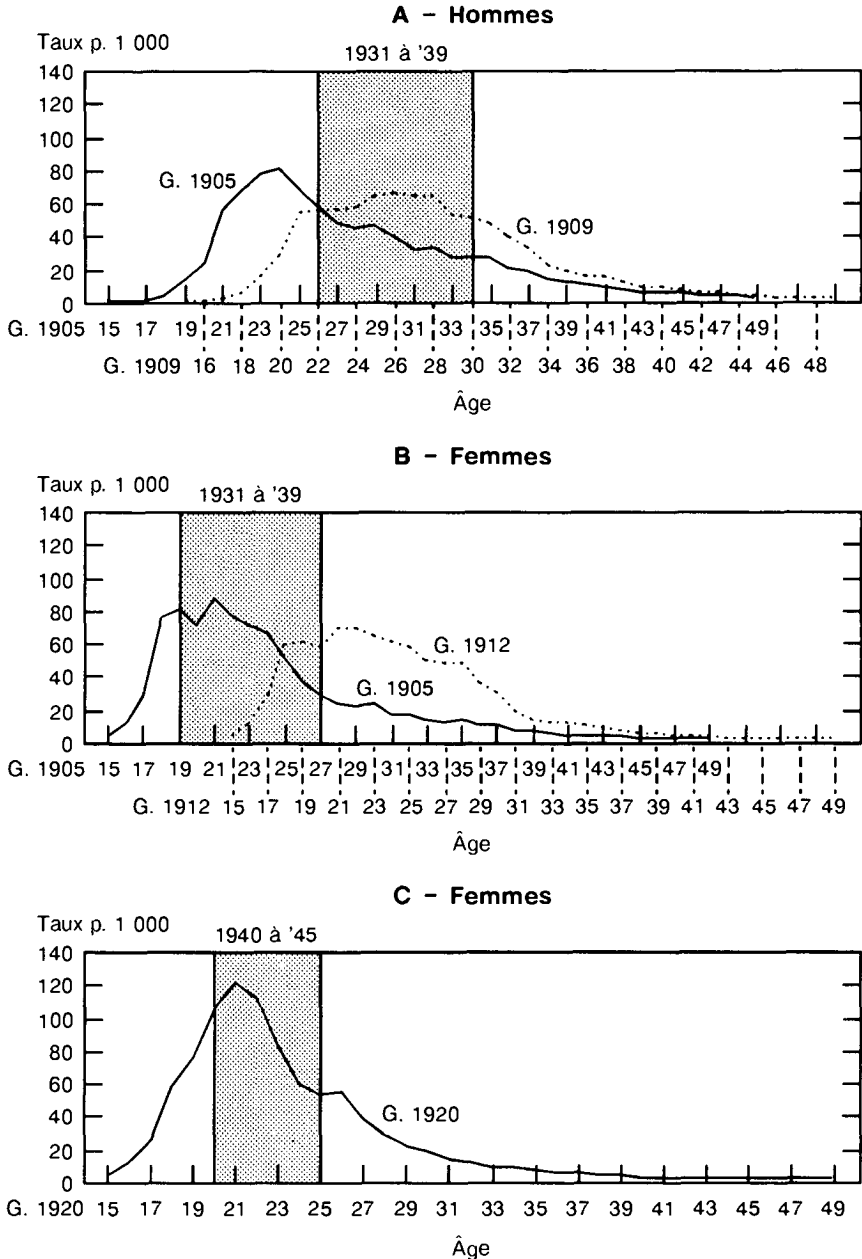 A – Hommes
Taux p. 1 000
1931 à '39
140
120
100
80
60
40
20
0
G. 1905
G. 1909
G. 1905 15 17 19 21 23 25 27 29 31 33 35 37 39 41 43 45 47 49
G. 1909 16 18 20 22 24 26 28 30 32 34 36 38 40 42 44 46 48
Âge
B – Femmes
Taux p. 1 000
1931 à '39
140
120
100
80
60
40
20
0
G. 1912
G. 1905
G. 1905 15 17 19 21 23 25 27 29 31 33 35 37 39 41 43 45 47 49
G. 1912 15 17 19 21 23 25 27 29 31 33 35 37 39 41 43 45 47 49
Âge
C – Femmes
Taux p. 1 000
1940 à '45
140
120
100
80
60
40
20
0
G. 1920
G. 1920 15 17 19 21 23 25 27 29 31 33 35 37 39 41 43 45 47 49
Âge